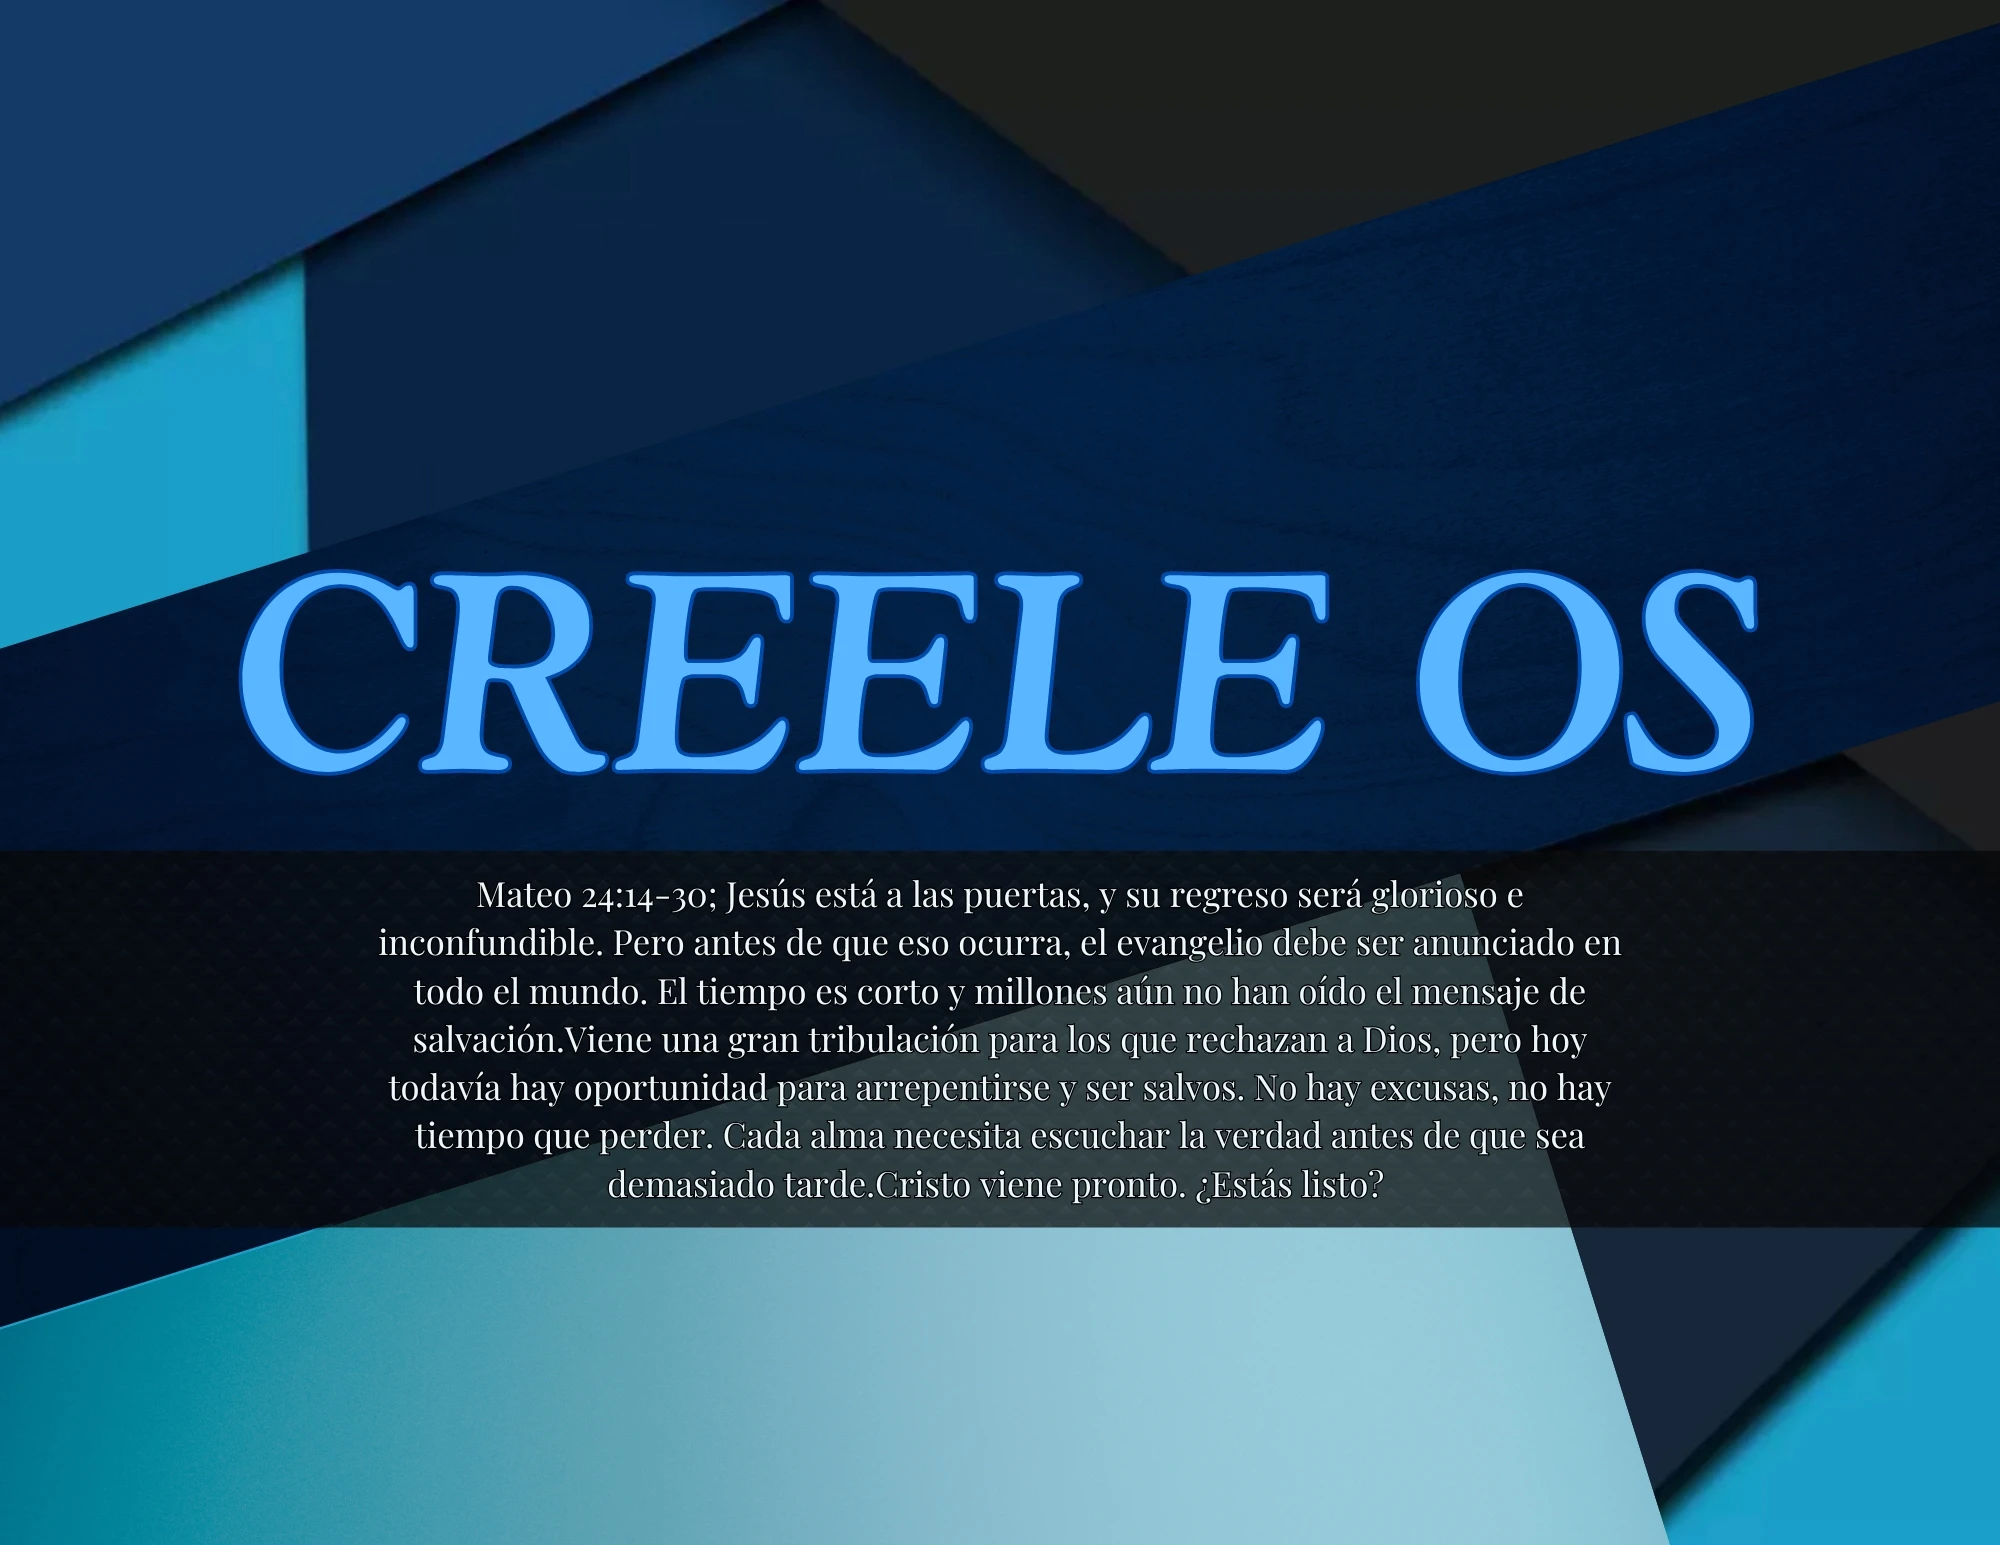 CREELE OS
Mateo 24:14-30; Jesús está a las puertas, y su regreso será glorioso e
inconfundible. Pero antes de que eso ocurra, el evangelio debe ser anunciado en
todo el mundo. El tiempo es corto y millones aún no han oído el mensaje de
salvación.Viene una gran tribulación para los que rechazan a Dios, pero hoy
todavía hay oportunidad para arrepentirse y ser salvos. No hay excusas, no hay
tiempo que perder. Cada alma necesita escuchar la verdad antes de que sea
demasiado tarde.Cristo viene pronto. ¿Estás listo?